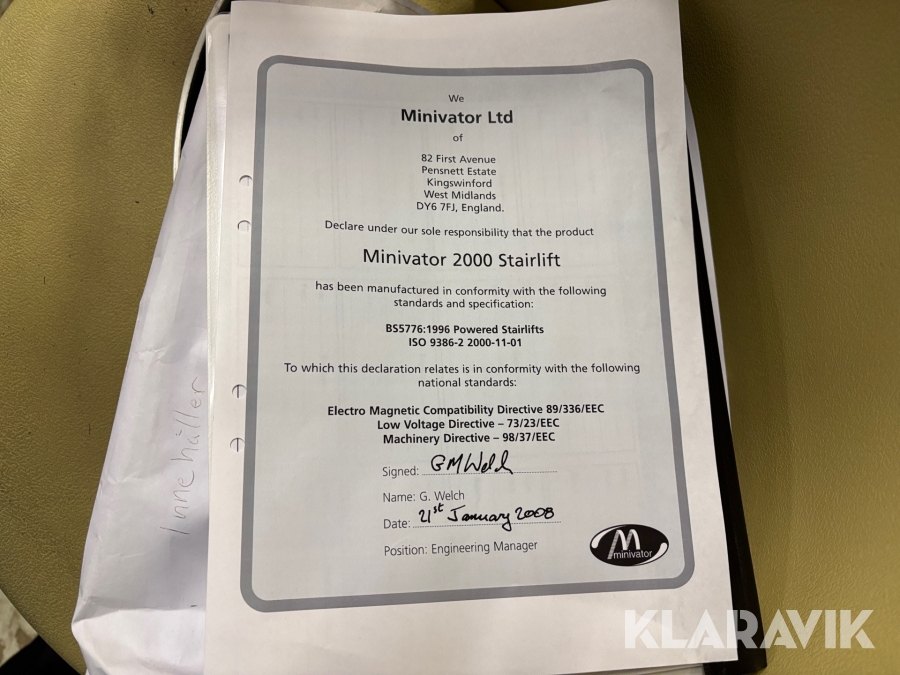 We
Minivator Ltd
of
82 First Avenue
Pensnett Estate
Kingswinford
West Midlands
DY6 7FJ, England.
Declare under our sole responsibility that the product
Minivator 2000 Stairlift
has been manufactured in conformity with the following
standards and specification:
BS5776:1996 Powered Stairlifts
ISO 9386-2 2000-11-01
To which this declaration relates is in conformity with the following
national standards:
Electro Magnetic Compatibility Directive 89/336/EEC
Low Voltage Directive – 73/23/EEC
Machinery Directive – 98/37/EEC
Signed: GMWelch
Name: G. Welch
Date: 21st January 2008
Position: Engineering Manager
M
minivator
Innehåller
KLARAVIK